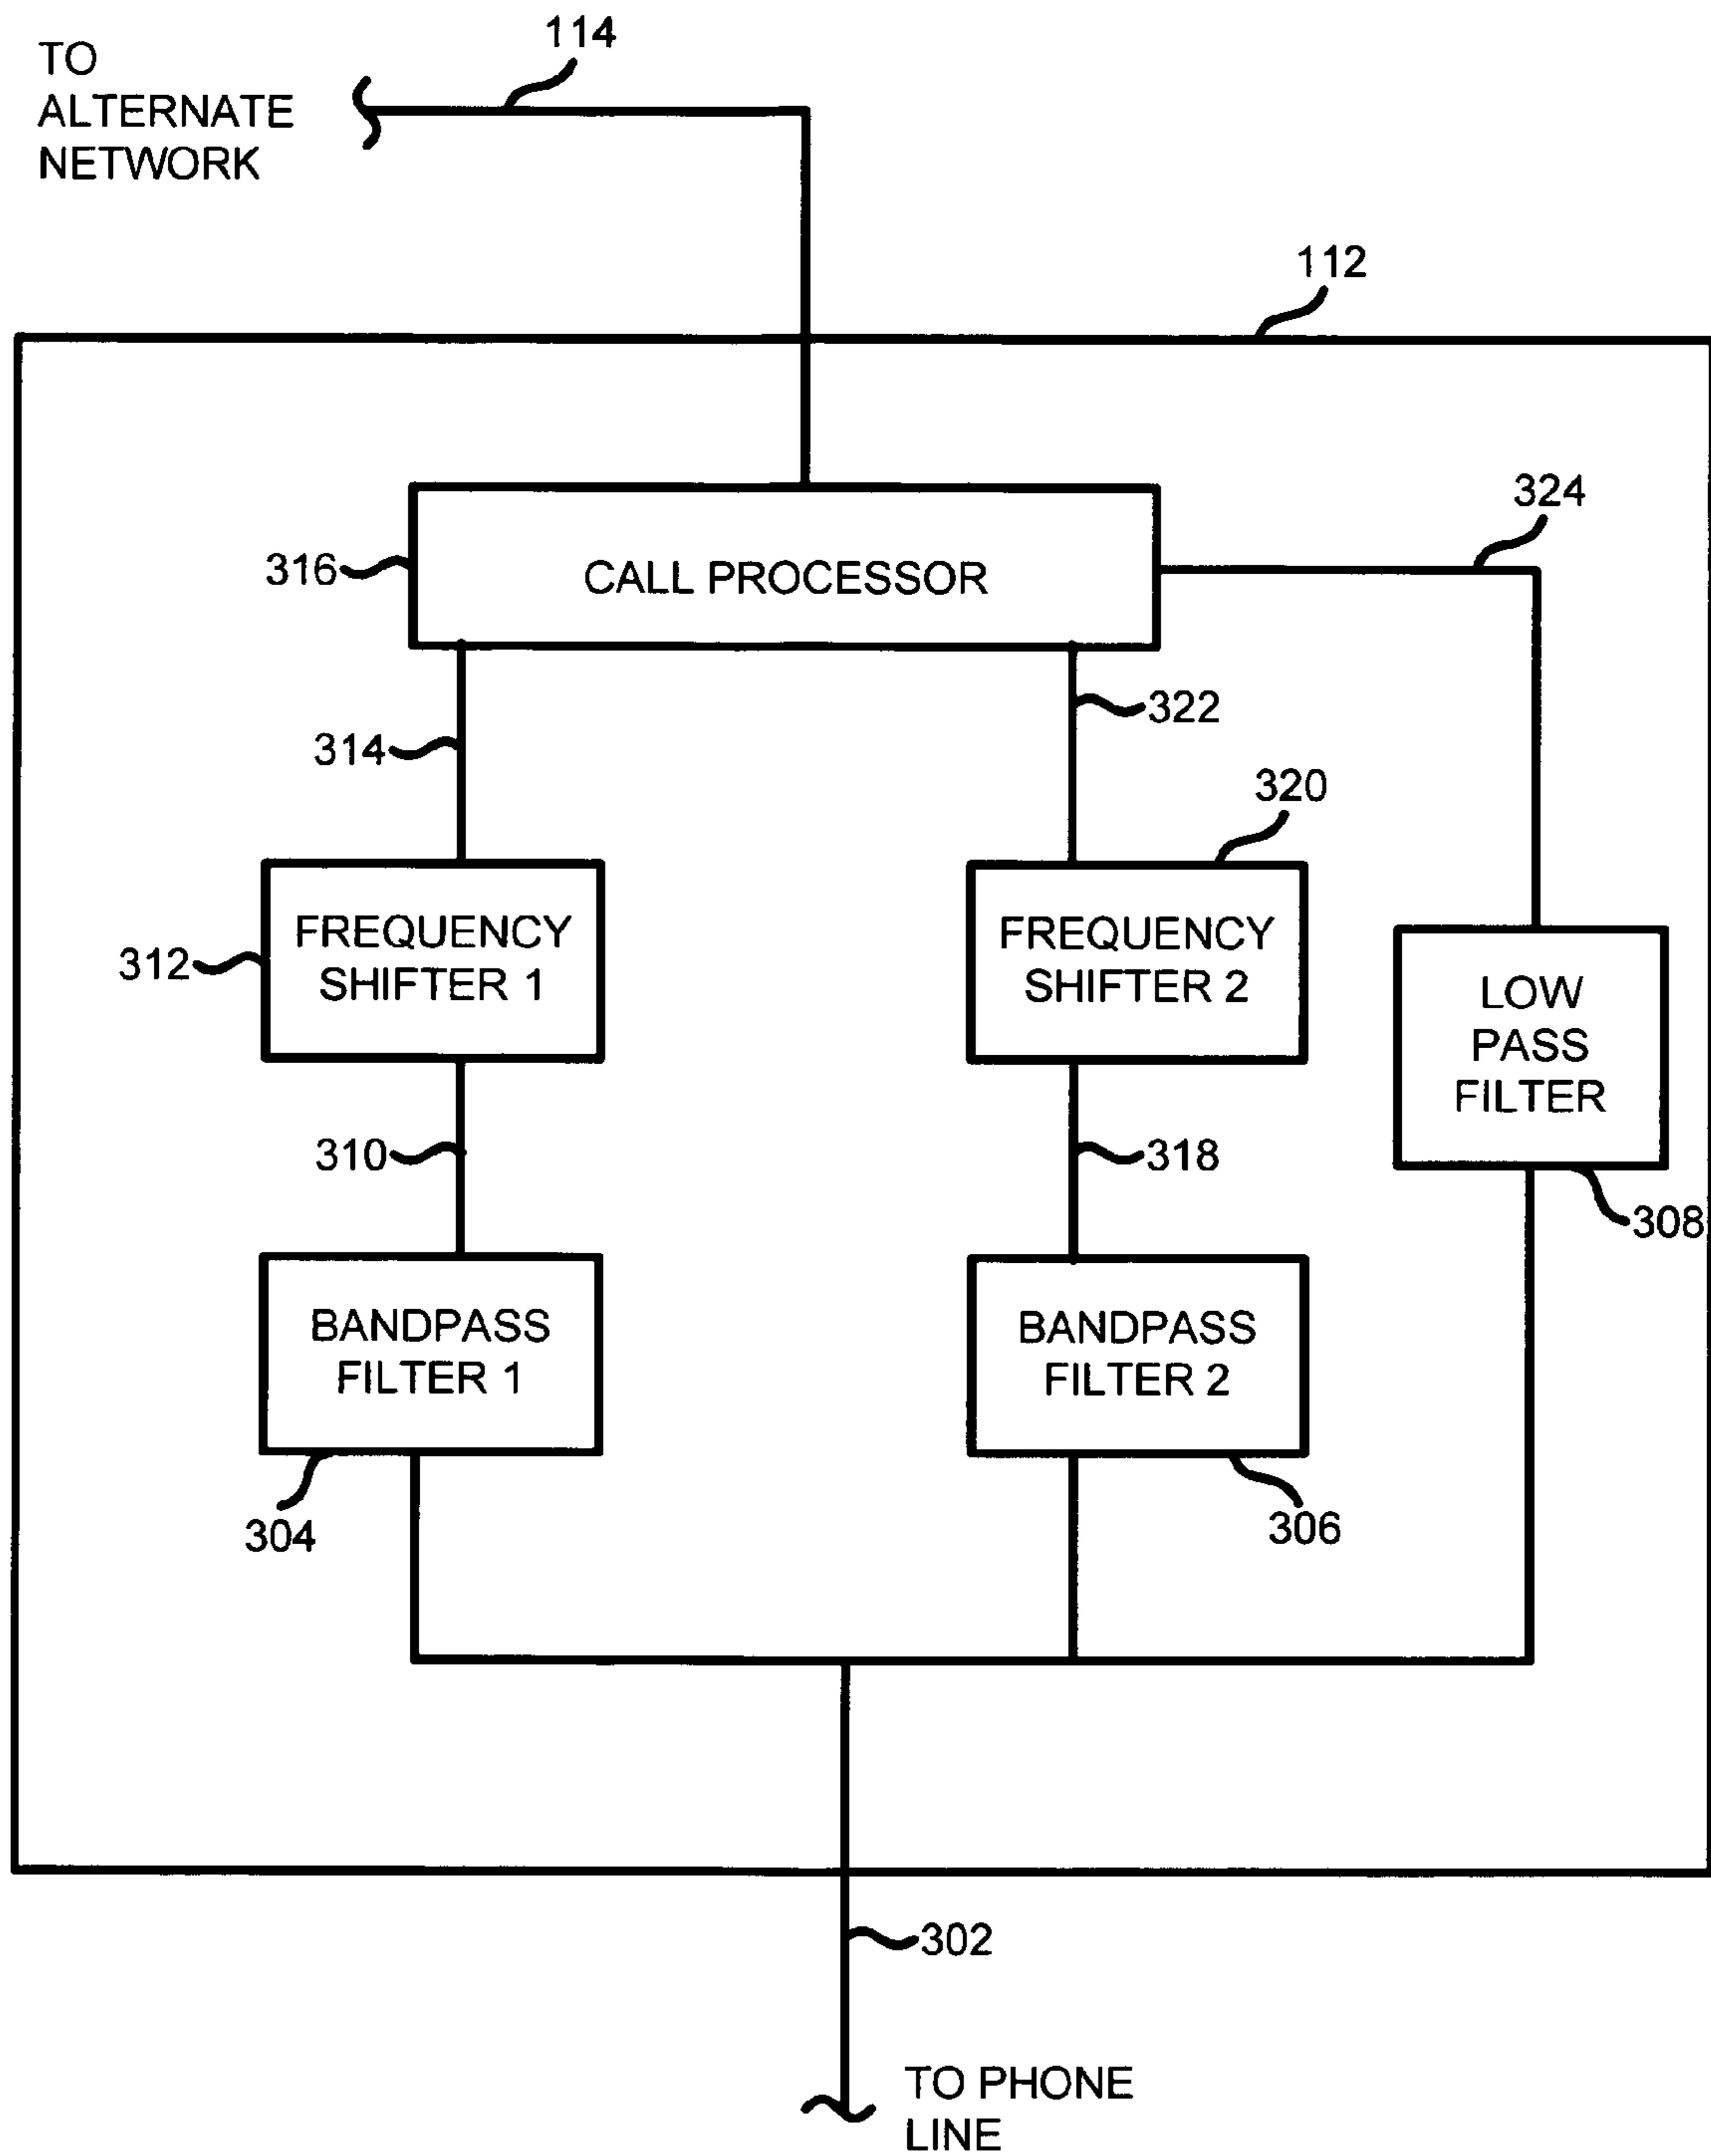 TO
ALTERNATE
NETWORK
114
112
324
316
CALL PROCESSOR
322
314
320
FREQUENCY
SHIFTER 1
312
FREQUENCY
SHIFTER 2
LOW
PASS
FILTER
310
318
308
BANDPASS
FILTER 1
BANDPASS
FILTER 2
304
306
302
TO PHONE
LINE